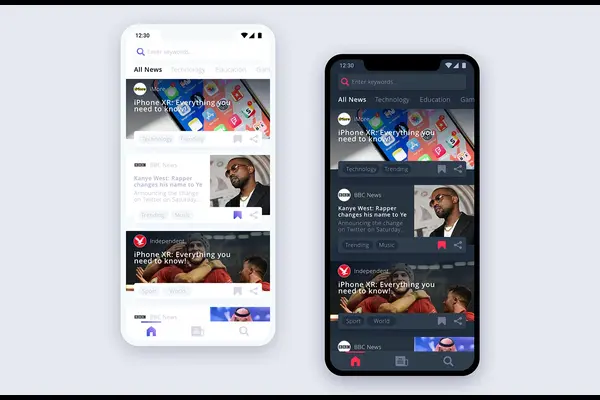 12:30
Enter keywords...
All News Technology Education Gam
iMore
iPhone XR: Everything you
need to know!
Technology Trending
BBC BBC News
Kanye West: Rapper
changes his name to Ye
Announcing the change
on Twitter on Saturday...
Trending Music
Independent
iPhone XR: Everything you
need to know!
Sport World
BBC BBC News
12:30
Enter keywords...
All News Technology Education Gam
iMore
iPhone XR: Everything you
need to know!
Technology Trending
BBC BBC News
Kanye West: Rapper
changes his name to Ye
Announcing the change
on Twitter on Saturday...
Trending Music
Independent
iPhone XR: Everything you
need to know!
Sport World
BBC BBC News